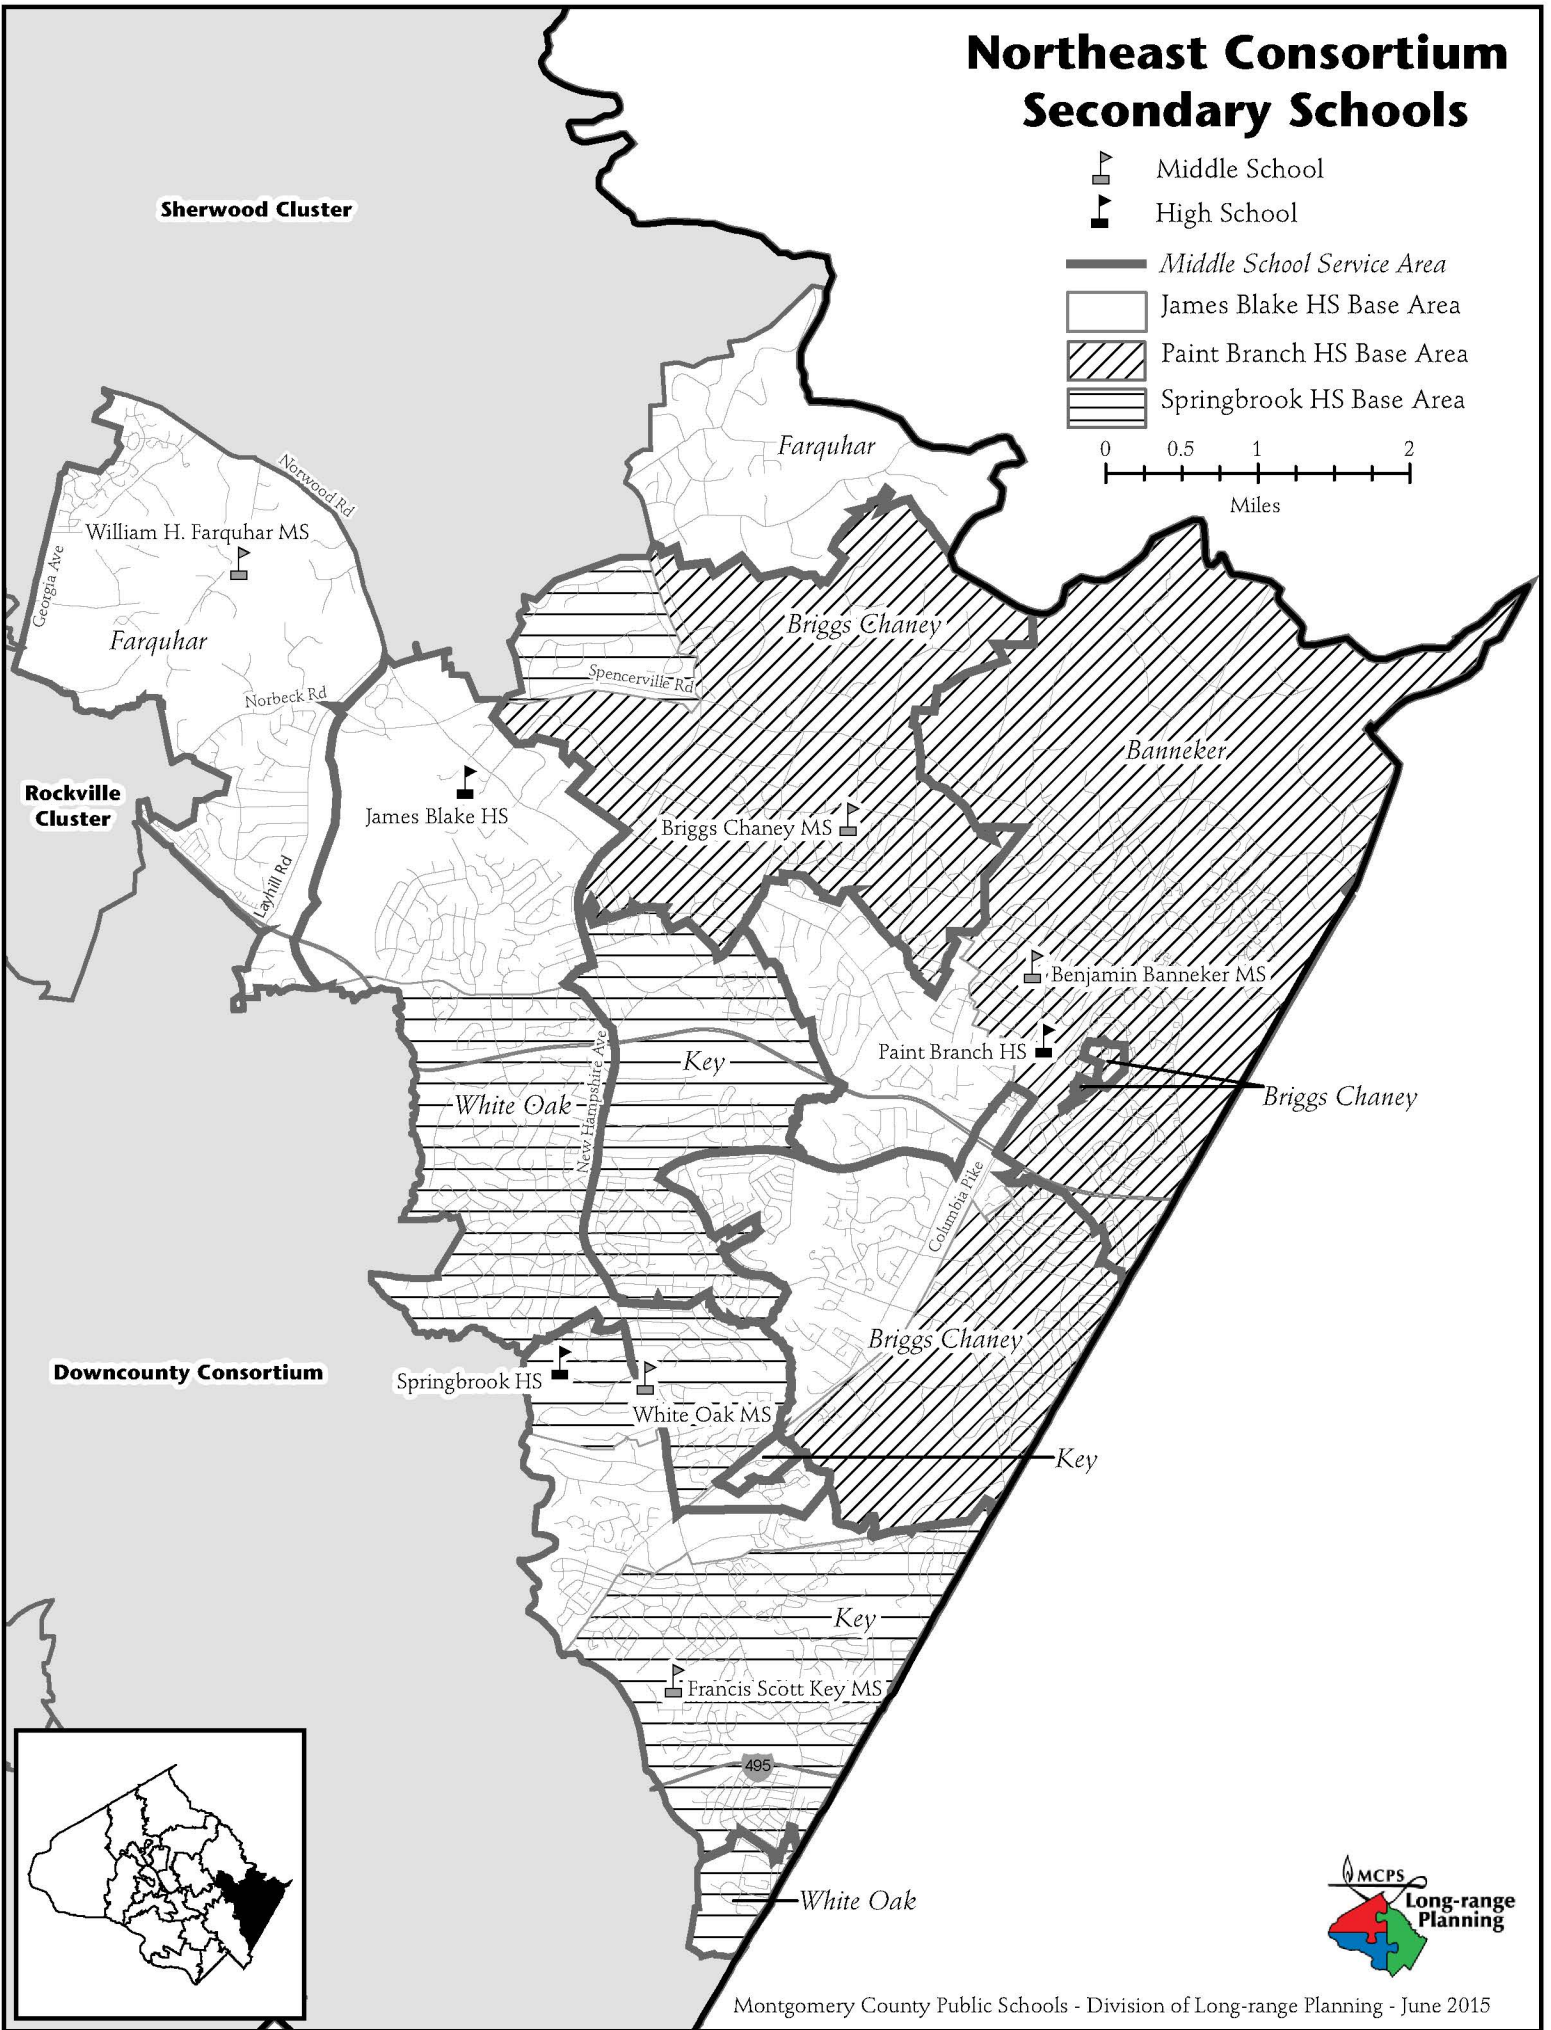 Northeast Consortium
Secondary Schools
Middle School
High School
Middle School Service Area
James Blake HS Base Area
Paint Branch HS Base Area
Springbrook HS Base Area
0 0.5 1 2
Miles
Sherwood Cluster
Farquhar
Norwood Rd
William H. Farquhar MS
Georgia Ave
Farquhar
Briggs Chaney
Spencerville Rd
Norbeck Rd
Banneker
Rockville
Cluster
James Blake HS
Briggs Chaney MS
Layhill Rd
Benjamin Banneker MS
Paint Branch HS
Key
New Hampshire Ave
White Oak
Briggs Chaney
Columbia Pike
Briggs Chaney
Downcounty Consortium
Springbrook HS
White Oak MS
Key
Key
Francis Scott Key MS
495
White Oak
MCPS
Long-range
Planning
Montgomery County Public Schools - Division of Long-range Planning - June 2015